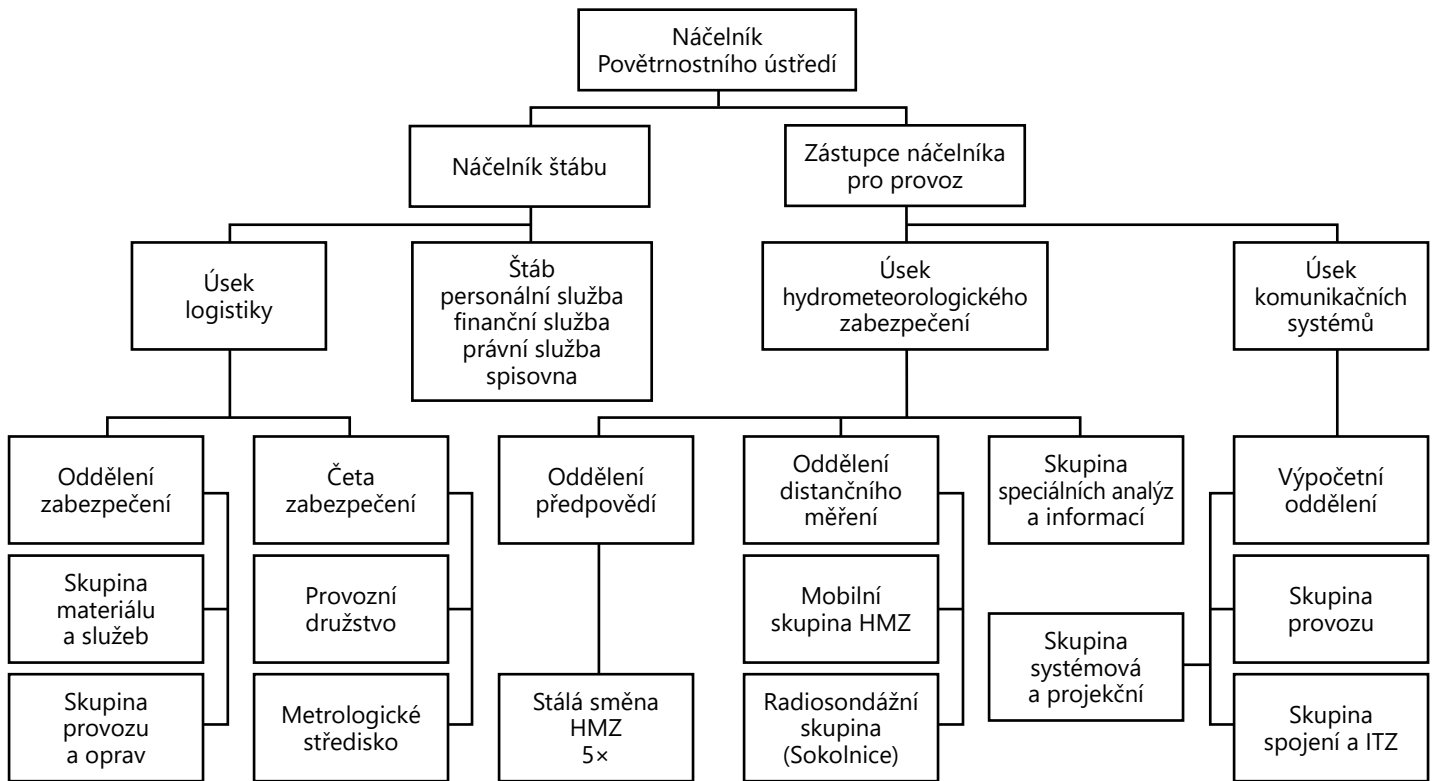 Náčelník
Povětrnostního ústředí
Náčelník štábu
Zástupce náčelníka
pro provoz
Úsek
logistiky
Štáb
personální služba
finanční služba
právní služba
spisovna
Úsek
hydrometeorologického
zabezpečení
Úsek
komunikačních
systémů
Oddělení
zabezpečení
Četa
zabezpečení
Oddělení
předpovědí
Oddělení
distančního
měření
Skupina
speciálních analýz
a informací
Výpočetní
oddělení
Skupina
materiálu
a služeb
Provozní
družstvo
Mobilní
skupina HMZ
Skupina
systémová
a projekční
Skupina
provozu
Skupina
provozu
a oprav
Metrologické
středisko
Stálá směna
HMZ
5×
Radiosondážní
skupina
(Sokolnice)
Skupina
spojení a ITZ